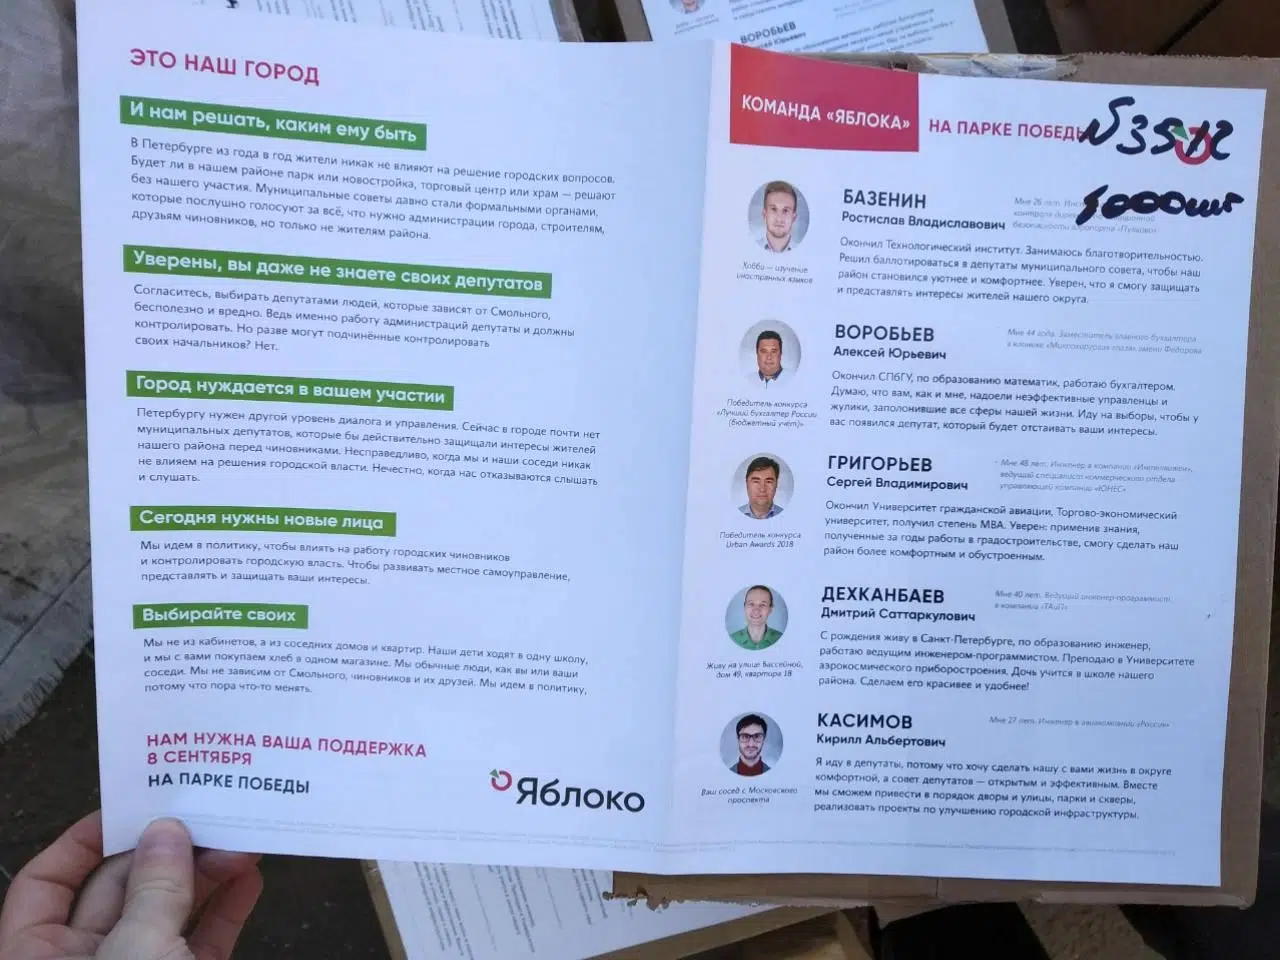 ВОРОБЬЕВ
ЭТО НАШ ГОРОД
И нам решать, каким ему быть
В Петербурге из года в год жители никак не влияют на решение городских вопросов.
Будет ли в нашем районе парк или новостройка, торговый центр или храм — решают
без нашего участия. Муниципальные советы давно стали формальными органами,
которые послушно голосуют за всё, что нужно администрации города, строителям,
друзьям чиновников, но только не жителям района.
Уверены, вы даже не знаете своих депутатов
Согласитесь, выбирать депутатами людей, которые зависят от Смольного,
бесполезно и вредно. Ведь именно работу администраций депутаты и должны
контролировать. Но разве могут подчинённые контролировать
своих начальников? Нет.
Город нуждается в вашем участии
Петербургу нужен другой уровень диалога и управления. Сейчас в городе почти нет
муниципальных депутатов, которые бы действительно защищали интересы жителей
нашего района перед чиновниками. Несправедливо, когда мы и наши соседи никак
не влияем на решения городской власти. Нечестно, когда нас отказываются слышать
и слушать.
Сегодня нужны новые лица
Мы идем в политику, чтобы влиять на работу городских чиновников
и контролировать городскую власть. Чтобы развивать местное самоуправление,
представлять и защищать ваши интересы.
Выбирайте своих
Мы не из кабинетов, а из соседних домов и квартир. Наши дети ходят в одну школу,
и мы с вами покупаем хлеб в одном магазине. Мы обычные люди, как вы или ваши
соседи. Мы не зависим от Смольного, чиновников и их друзей. Мы идем в политику,
потому что пора что-то менять.
НАМ НУЖНА ВАША ПОДДЕРЖКА
8 СЕНТЯБРЯ
НА ПАРКЕ ПОБЕДЫ
Яблоко
КОМАНДА «ЯБЛОКА»
НА ПАРКЕ ПОБЕДЫ
№3512
1000шт
БАЗЕНИН
Ростислав Владиславович
Мне 26 лет.
безопасности аэропорта «Пулково»
Хобби — изучение
иностранных языков
Окончил Технологический институт. Занимаюсь благотворительностью.
Решил баллотироваться в депутаты муниципального совета, чтобы наш
район становился уютнее и комфортнее. Уверен, что я смогу защищать
и представлять интересы жителей нашего округа.
ВОРОБЬЕВ
Алексей Юрьевич
Мне 44 года. Заместитель главного бухгалтера
в клинике «Микрохирургия глаза» имени Федорова
Победитель конкурса
«Лучший бухгалтер России
(бюджетный учёт)»
Окончил СПбГУ, по образованию математик, работаю бухгалтером.
Думаю, что вам, как и мне, надоели неэффективные управленцы и
жулики, заполонившие все сферы нашей жизни. Иду на выборы, чтобы у
вас появился депутат, который будет отстаивать ваши интересы.
ГРИГОРЬЕВ
Сергей Владимирович
Мне 48 лет. Инженер в компании
ведущий специалист коммерческого отдела
управляющей компании «ЮНЕС»
Победитель конкурса
Urban Awards 2018
Окончил Университет гражданской авиации, Торгово-экономический
университет, получил степень MBA. Уверен: применив знания,
полученные за годы работы в градостроительстве, смогу сделать наш
район более комфортным и обустроенным.
ДЕХКАНБАЕВ
Дмитрий Саттаркулович
Мне 40 лет. Ведущий инженер-программист
в компании
Живу на улице Бассейной,
дом 49, квартира 18
С рождения живу в Санкт-Петербурге, по образованию инженер,
работаю ведущим инженером-программистом. Преподаю в Университете
аэрокосмического приборостроения. Дочь учится в школе нашего
района. Сделаем его красивее и удобнее!
КАСИМОВ
Кирилл Альбертович
Мне 27 лет. Инженер в авиакомпании «Россия»
Ваш сосед с Московского
проспекта
Я иду в депутаты, потому что хочу сделать нашу с вами жизнь в округе
комфортной, а совет депутатов — открытым и эффективным. Вместе
мы сможем привести в порядок дворы и улицы, парки и скверы,
реализовать проекты по улучшению городской инфраструктуры.